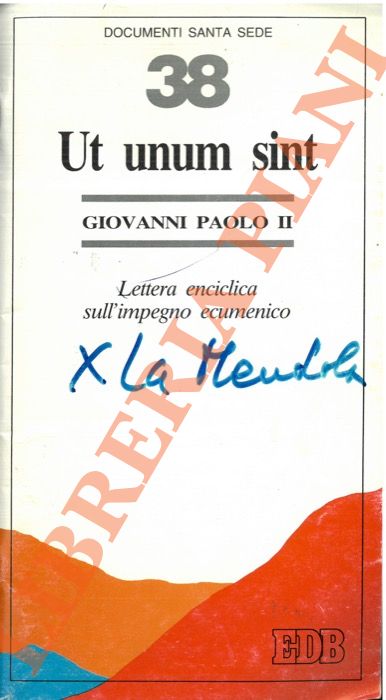 DOCUMENTI SANTA SEDE
38
Ut unum sint
GIOVANNI PAOLO II
Lettera enciclica
sull'impegno ecumenico
X La Mendola
EDB
LIBRERIA PIANI